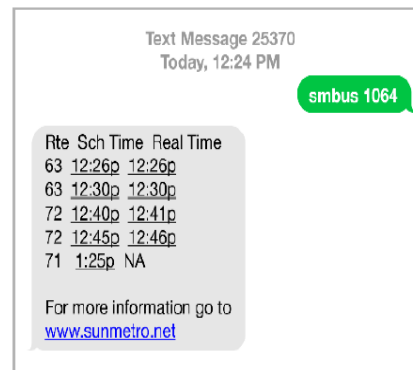 Text Message 25370
Today, 12:24 PM
smbus 1064
Rte Sch Time Real Time
63 12:26p 12:26p
63 12:30p 12:30p
72 12:40p 12:41p
72 12:45p 12:46p
71 1:25p NA
For more information go to
www.sunmetro.net